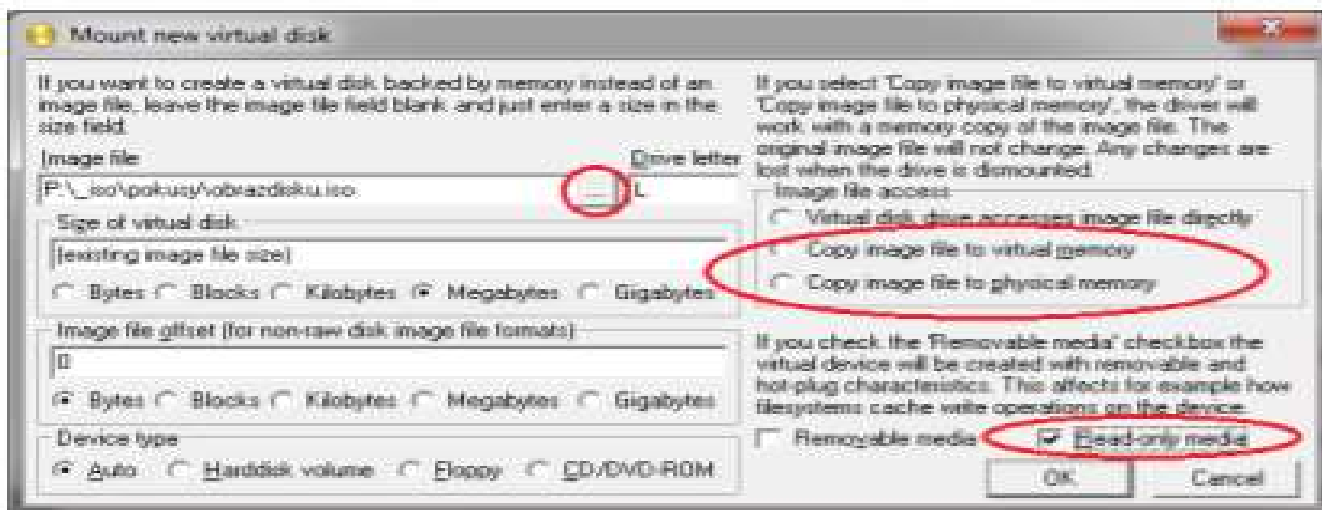 Mount new virtual disk
If you want to create a virtual disk backed by memory instead of an
image file, leave the image file field blank and just enter a size in the
size field.
Image file
Drive letter
P:\_iso\pokusy\obrazdisku.iso
...
L
Size of virtual disk
(existing image file size)
Bytes Blocks Kilobytes Megabytes Gigabytes
Image file offset (for non-raw disk image file formats)
0
Bytes Blocks Kilobytes Megabytes Gigabytes
Device type
Auto Harddisk volume Floppy CD/DVD-ROM
If you select 'Copy image file to virtual memory' or
'Copy image file to physical memory', the driver will
work with a memory copy of the image file. The
original image file will not change. Any changes are
lost when the drive is dismounted.
Image file access
Virtual disk drive accesses image file directly
Copy image file to virtual memory
Copy image file to physical memory
If you check the 'Removable media' checkbox the
virtual device will be created with removable and
hot-plug characteristics. This affects for example how
filesystems cache write operations on the device.
Removable media Read-only media
OK Cancel